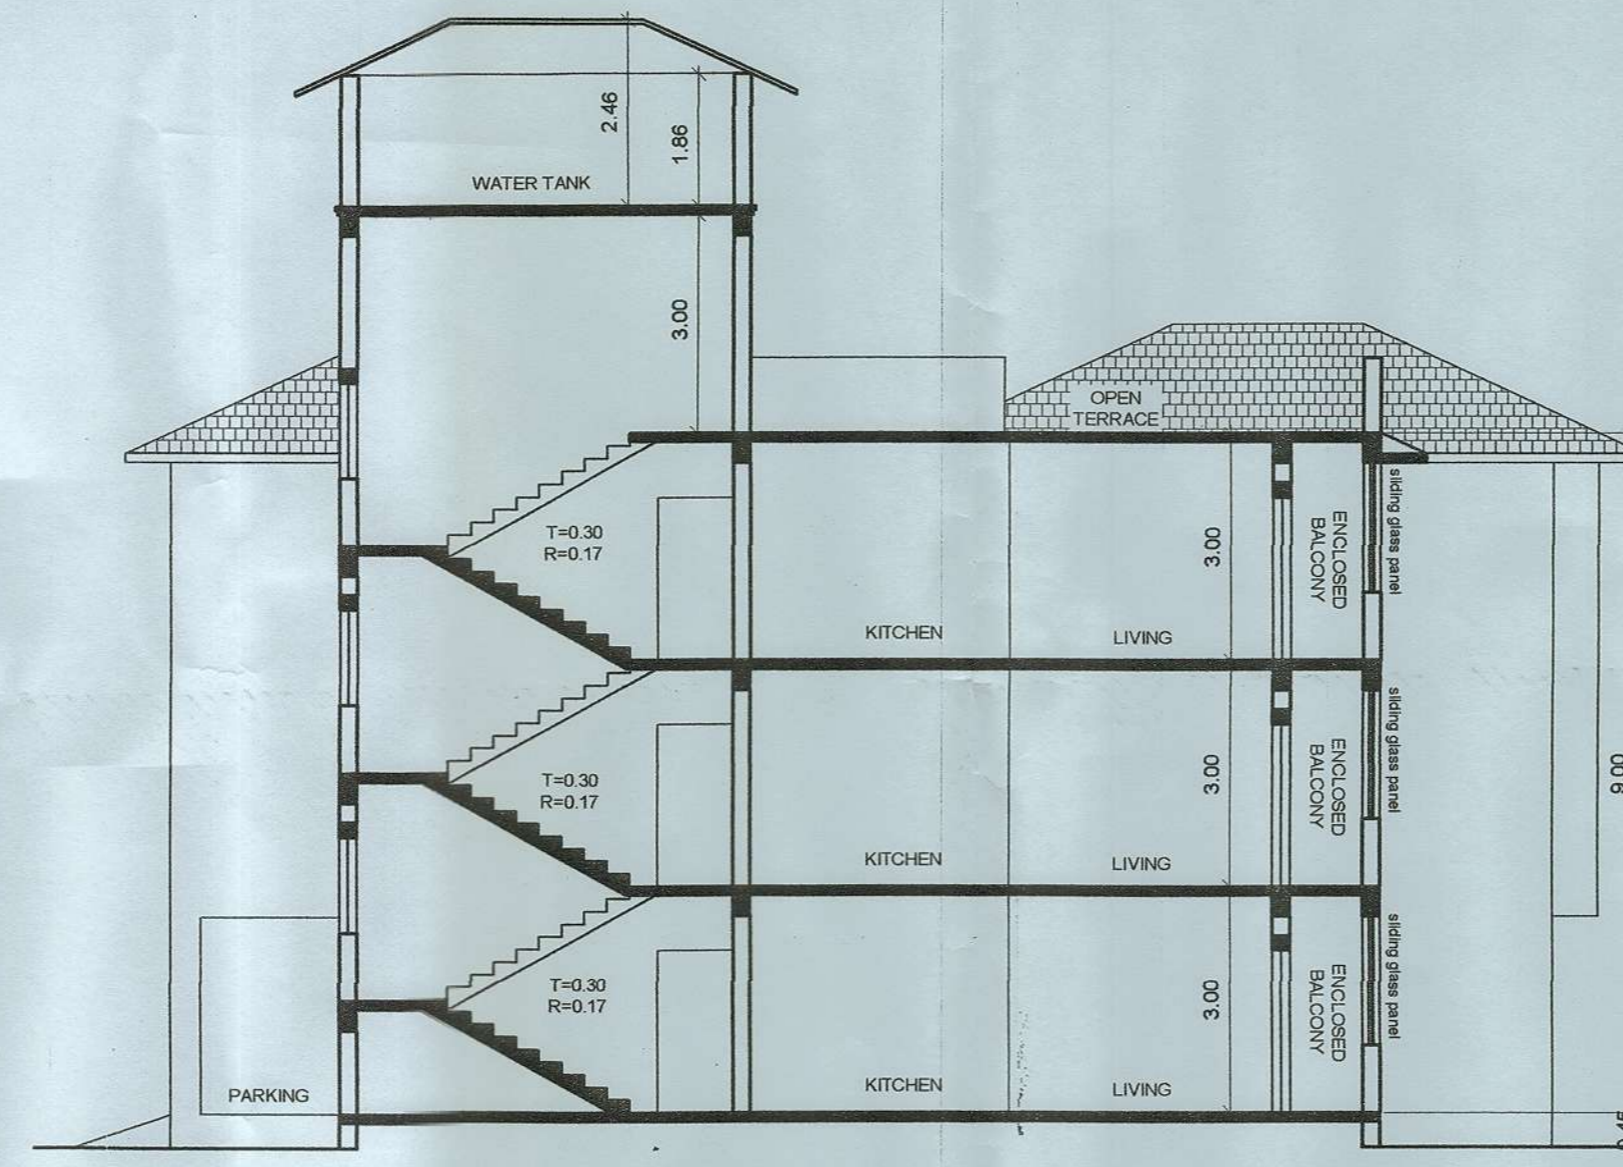 2.46
1.86
WATER TANK
3.00
OPEN
TERRACE
T=0.30
R=0.17
3.00
ENCLOSED
BALCONY
sliding glass panel
KITCHEN
LIVING
T=0.30
R=0.17
3.00
ENCLOSED
BALCONY
sliding glass panel
9.00
KITCHEN
LIVING
T=0.30
R=0.17
3.00
ENCLOSED
BALCONY
sliding glass panel
PARKING
KITCHEN
LIVING